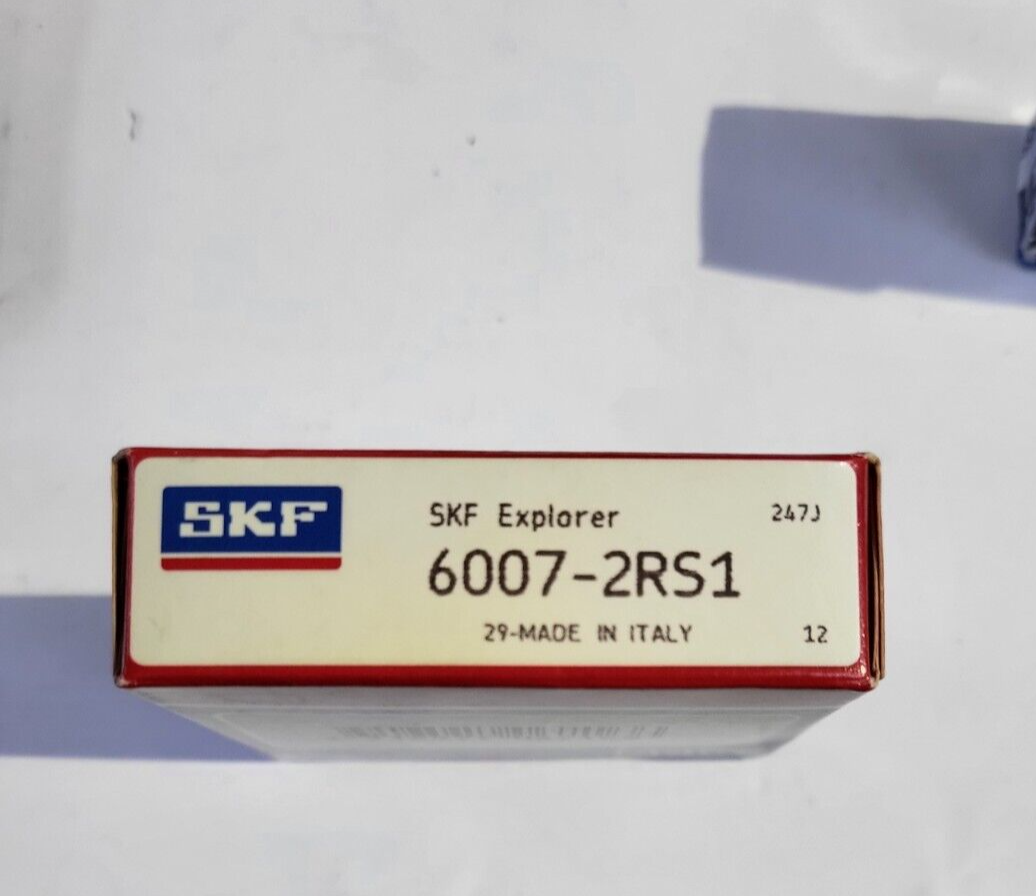 SKF
SKF Explorer 247J
6007-2RS1
29-MADE IN ITALY 12